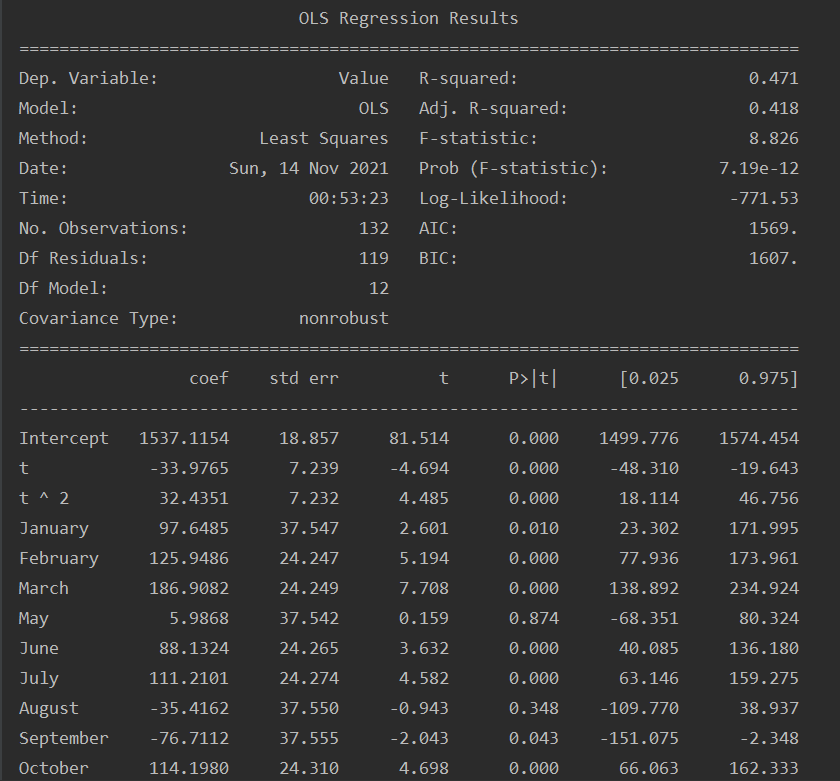 OLS Regression Results
==============================================================================
Dep. Variable: Value R-squared: 0.471
Model: OLS Adj. R-squared: 0.418
Method: Least Squares F-statistic: 8.826
Date: Sun, 14 Nov 2021 Prob (F-statistic): 7.19e-12
Time: 00:53:23 Log-Likelihood: -771.53
No. Observations: 132 AIC: 1569.
Df Residuals: 119 BIC: 1607.
Df Model: 12
Covariance Type: nonrobust
==============================================================================
coef std err t P>|t| [0.025 0.975]
------------------------------------------------------------------------------
Intercept 1537.1154 18.857 81.514 0.000 1499.776 1574.454
t -33.9765 7.239 -4.694 0.000 -48.310 -19.643
t ^ 2 32.4351 7.232 4.485 0.000 18.114 46.756
January 97.6485 37.547 2.601 0.010 23.302 171.995
February 125.9486 24.247 5.194 0.000 77.936 173.961
March 186.9082 24.249 7.708 0.000 138.892 234.924
May 5.9868 37.542 0.159 0.874 -68.351 80.324
June 88.1324 24.265 3.632 0.000 40.085 136.180
July 111.2101 24.274 4.582 0.000 63.146 159.275
August -35.4162 37.550 -0.943 0.348 -109.770 38.937
September -76.7112 37.555 -2.043 0.043 -151.075 -2.348
October 114.1980 24.310 4.698 0.000 66.063 162.333